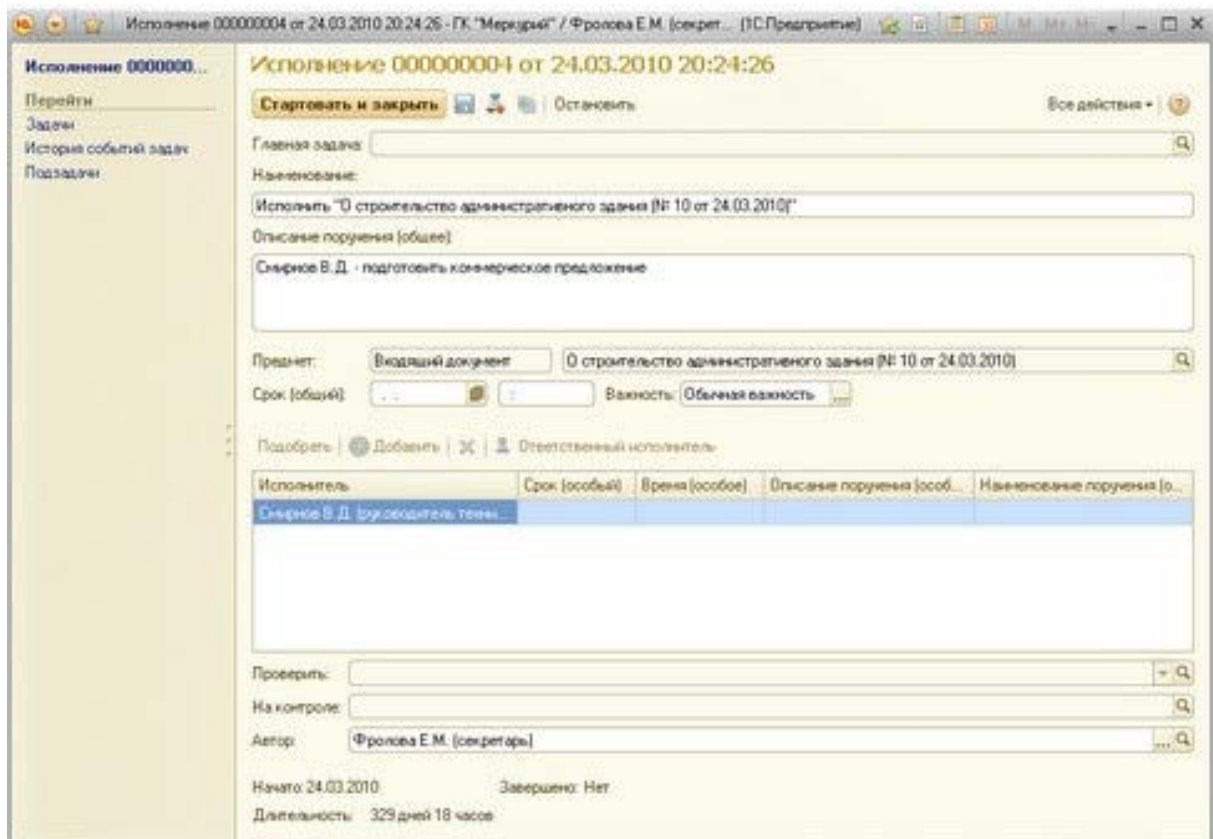 Исполнение 000000004 от 24.03.2010 20:24:26 - ГК "Меркурий" / Фролова Е.М. (секрет... (1С:Предприятие) M M+ M-
Исполнение 0000000...
Перейти
Задачи
История событий задач
Подзадачи
Исполнение 000000004 от 24.03.2010 20:24:26
Стартовать и закрыть Остановить Все действия
Главная задача:
Наименование:
Исполнить "О строительство административного здания (№ 10 от 24.03.2010)"
Описание поручения (общее):
Смирнов В.Д. - подготовить коммерческое предложение
Предмет: Входящий документ О строительство административного здания (№ 10 от 24.03.2010)
Срок (общий): . . : Важность: Обычная важность ...
Подобрать Добавить Ответственный исполнитель
Исполнитель Срок (особый) Время (особое) Описание поручения (особ... Наименование поручения (о...
Смирнов В.Д. (руководитель техни...
Проверить:
На контроле:
Автор: Фролова Е.М. (секретарь) ...
Начато: 24.03.2010 Завершено: Нет
Длительность: 329 дней 18 часов